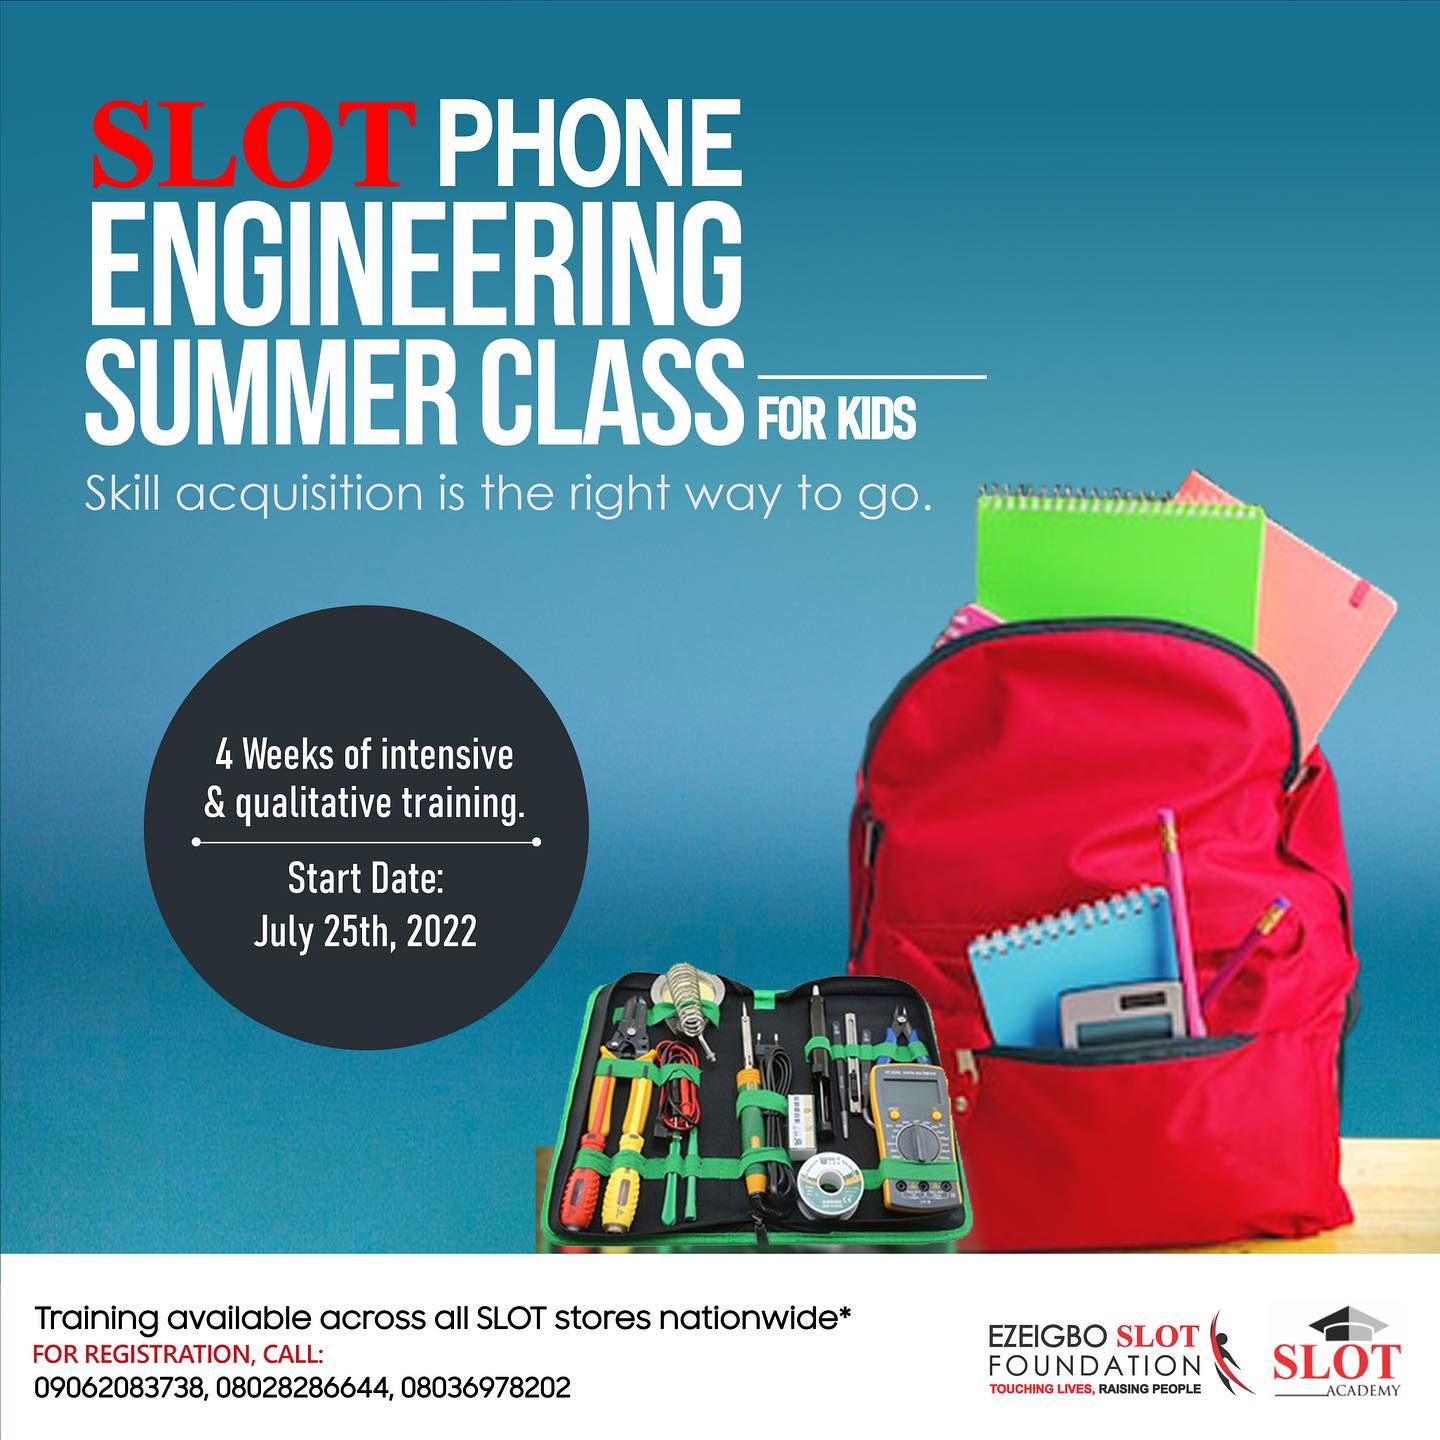 SLOT PHONE
ENGINEERING
SUMMER CLASS FOR KIDS
Skill acquisition is the right way to go.
4 Weeks of intensive
& qualitative training.
Start Date:
July 25th, 2022
Training available across all SLOT stores nationwide*
FOR REGISTRATION, CALL:
09062083738, 08028286644, 08036978202
EZEIGBO SLOT
FOUNDATION
TOUCHING LIVES, RAISING PEOPLE
SLOT
ACADEMY